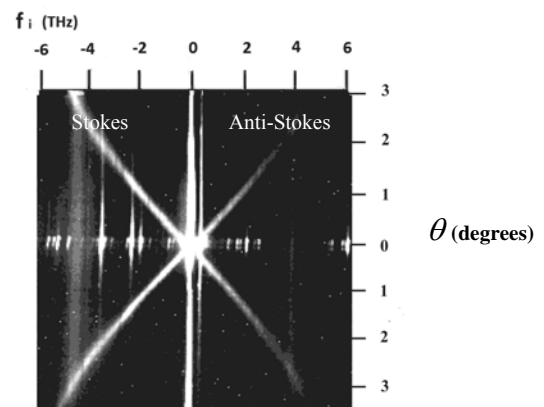 f i (THz)
-6 -4 -2 0 2 4 6
Stokes Anti-Stokes
3
2
1
0
1
2
3
θ (degrees)